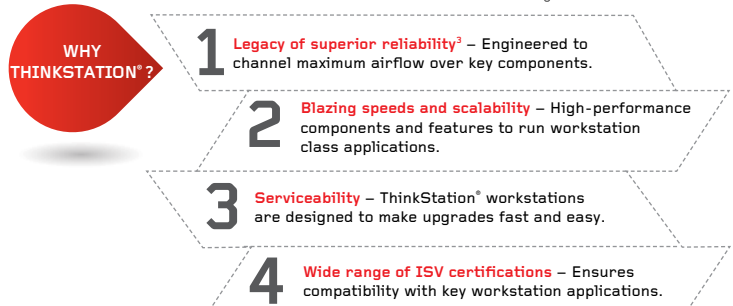 WHY
THINKSTATION®?
1 Legacy of superior reliability³ – Engineered to
channel maximum airflow over key components.
2 Blazing speeds and scalability – High-performance
components and features to run workstation
class applications.
3 Serviceability – ThinkStation® workstations
are designed to make upgrades fast and easy.
4 Wide range of ISV certifications – Ensures
compatibility with key workstation applications.